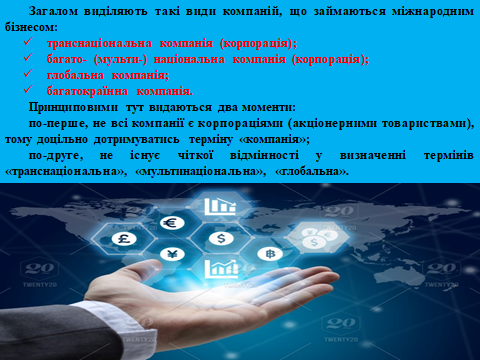 Загалом виділяють такі види компаній, що займаються міжнародним
бізнесом:
✓ транснаціональна компанія (корпорація);
✓ багато- (мульти-) національна компанія (корпорація);
✓ глобальна компанія;
✓ багатокраїнна компанія.
Принциповими тут видаються два моменти:
по-перше, не всі компанії є корпораціями (акціонерними товариствами),
тому доцільно дотримуватись терміну «компанія»;
по-друге, не існує чіткої відмінності у визначенні термінів
«транснаціональна», «мультинаціональна», «глобальна».
€
£
$
$
$ $
$
¥
฿
20
TWENTY20
20
TWENTY20
20
TWENTY20